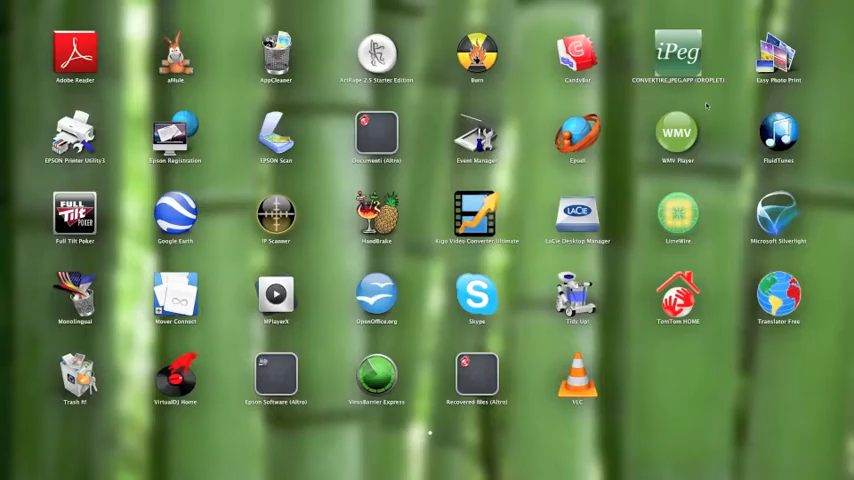 iPeg
Adobe Reader
aMule
AppCleaner
ArtRage 2.5 Starter Edition
Burn
CandyBar
CONVERTIREJPEG.APP (DROPLET)
Easy Photo Print
WMV
EPSON Printer Utility3
Epson Registration
EPSON Scan
Documenti (Altro)
Event Manager
WMV Player
FluidTunes
FULL TILT POKER
LACIE
Full Tilt Poker
Google Earth
IP Scanner
HandBrake
Kigo Video Converter Ultimate
LaCie Desktop Manager
LimeWire
Microsoft Silverlight
Monolingual
Mover Connect
MPlayerX
OpenOffice.org
Skype
Tidy Up!
TomTom HOME
Translator Free
Trash It!
VirtualDJ Home
Epson Software (Altro)
VirusBarrier Express
Recovered files (Altro)
VLC